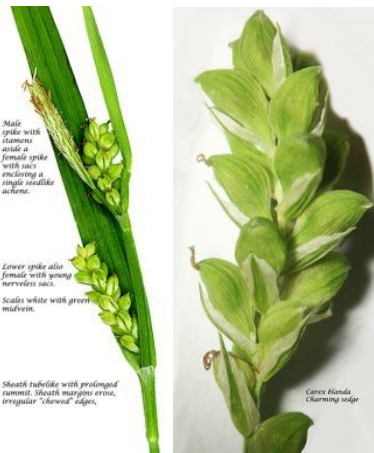 Male
spike with
stamens
aside a
female spike
with sacs
enclosing a
single seedlike
achene.
Lower spike also
female with young
nerveless sacs.
Scales white with green
midvein.
Sheath tubelike with prolonged
summit. Sheath margins erose,
irregular "chewed" edges,
Carex blanda
Charming sedge